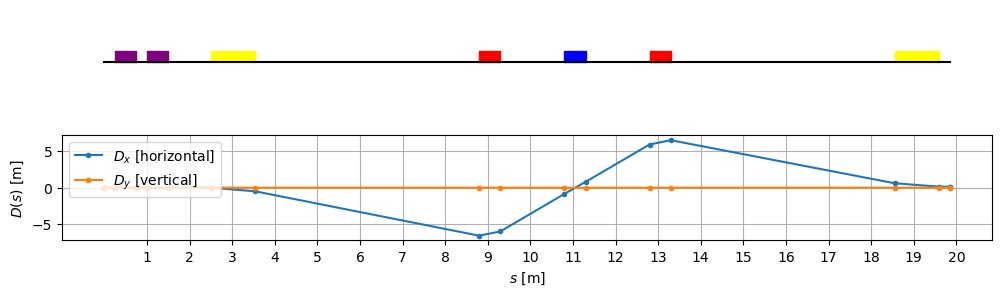 D_x [horizontal]
D_y [vertical]
5
0
−5
D(s) [m]
1 2 3 4 5 6 7 8 9 10 11 12 13 14 15 16 17 18 19 20
s [m]